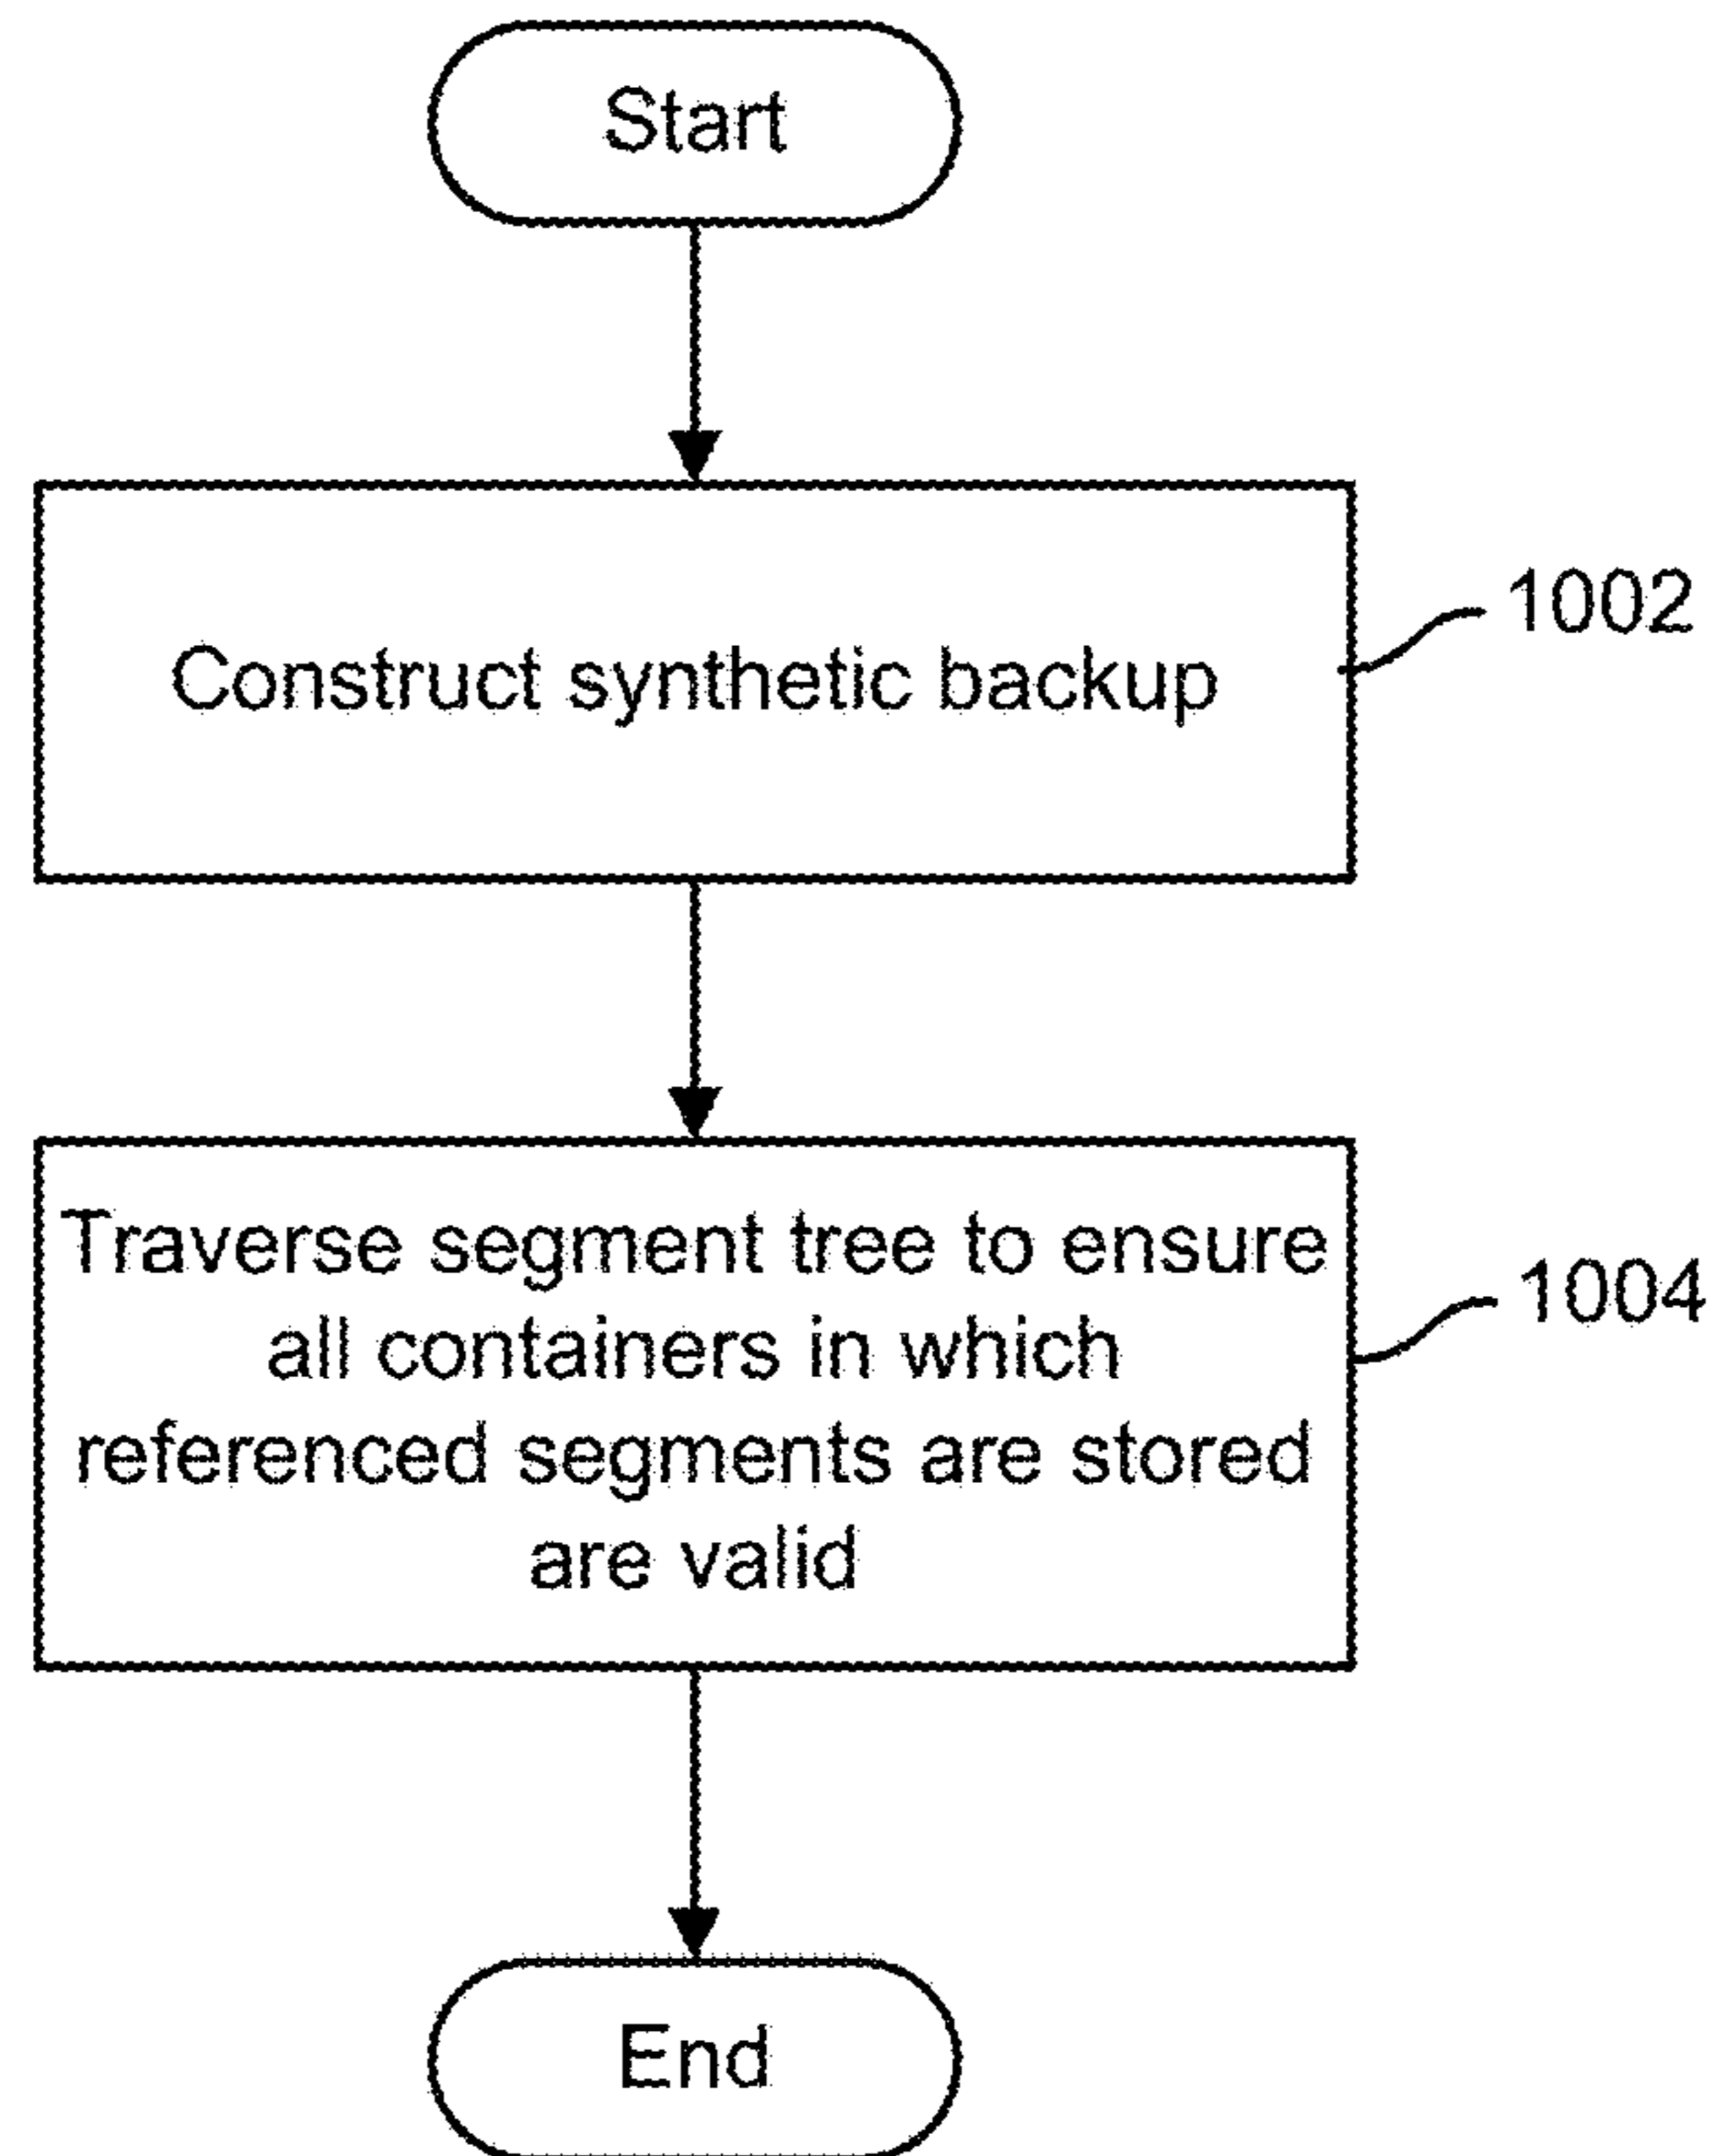 Start
Construct synthetic backup
1002
Traverse segment tree to ensure
all containers in which
referenced segments are stored
are valid
1004
End